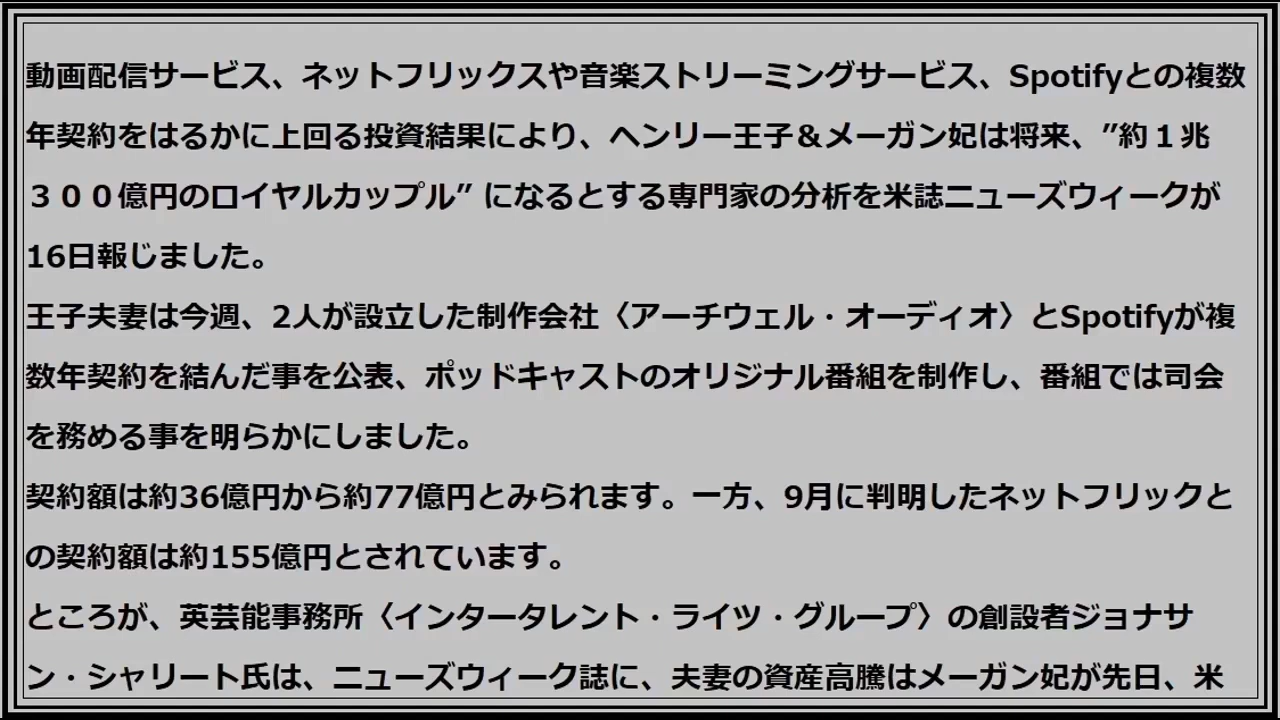 動画配信サービス、ネットフリックスや音楽ストリーミングサービス、Spotifyとの複数
年契約をはるかに上回る投資結果により、ヘンリー王子＆メーガン妃は将来、”約１兆
３００億円のロイヤルカップル” になるとする専門家の分析を米誌ニューズウィークが
16日報じました。
王子夫妻は今週、2人が設立した制作会社〈アーチウェル・オーディオ〉とSpotifyが複
数年契約を結んだ事を公表、ポッドキャストのオリジナル番組を制作し、番組では司会
を務める事を明らかにしました。
契約額は約36億円から約77億円とみられます。一方、9月に判明したネットフリックと
の契約額は約155億円とされています。
ところが、英芸能事務所〈インタータレント・ライツ・グループ〉の創設者ジョナサ
ン・シャリート氏は、ニューズウィーク誌に、夫妻の資産高騰はメーガン妃が先日、米